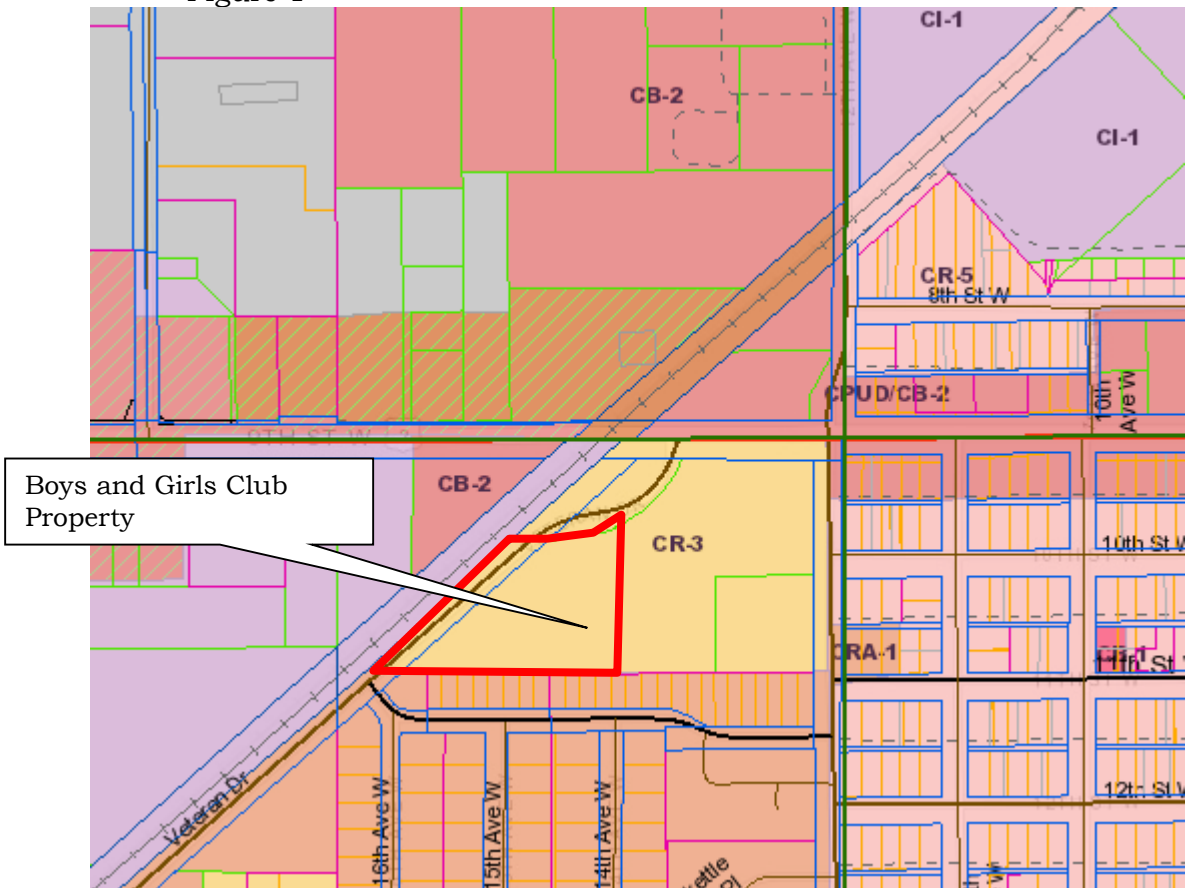 CI-1
CB-2
CI-1
CR-5
8th St W
CPUD/CB-2
10th
Ave W
9TH ST W
Boys and Girls Club
Property
CB-2
CR-3
10th St W
CRA-1
11th St
12th St W
Veteran Dr
16th Ave W
15th Ave W
14th Ave W